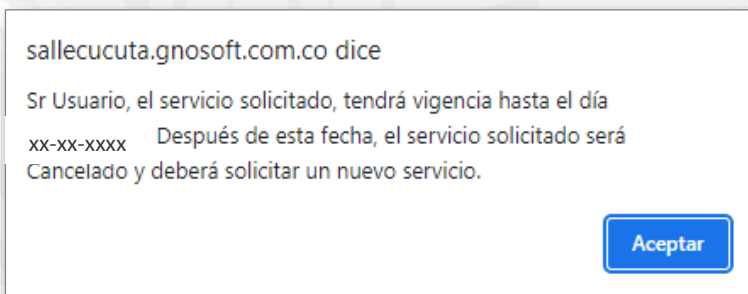 sallecucuta.gnosoft.com.co dice
Sr Usuario, el servicio solicitado, tendrá vigencia hasta el día
xx-xx-xxxx Después de esta fecha, el servicio solicitado será
Cancelado y deberá solicitar un nuevo servicio.
Aceptar